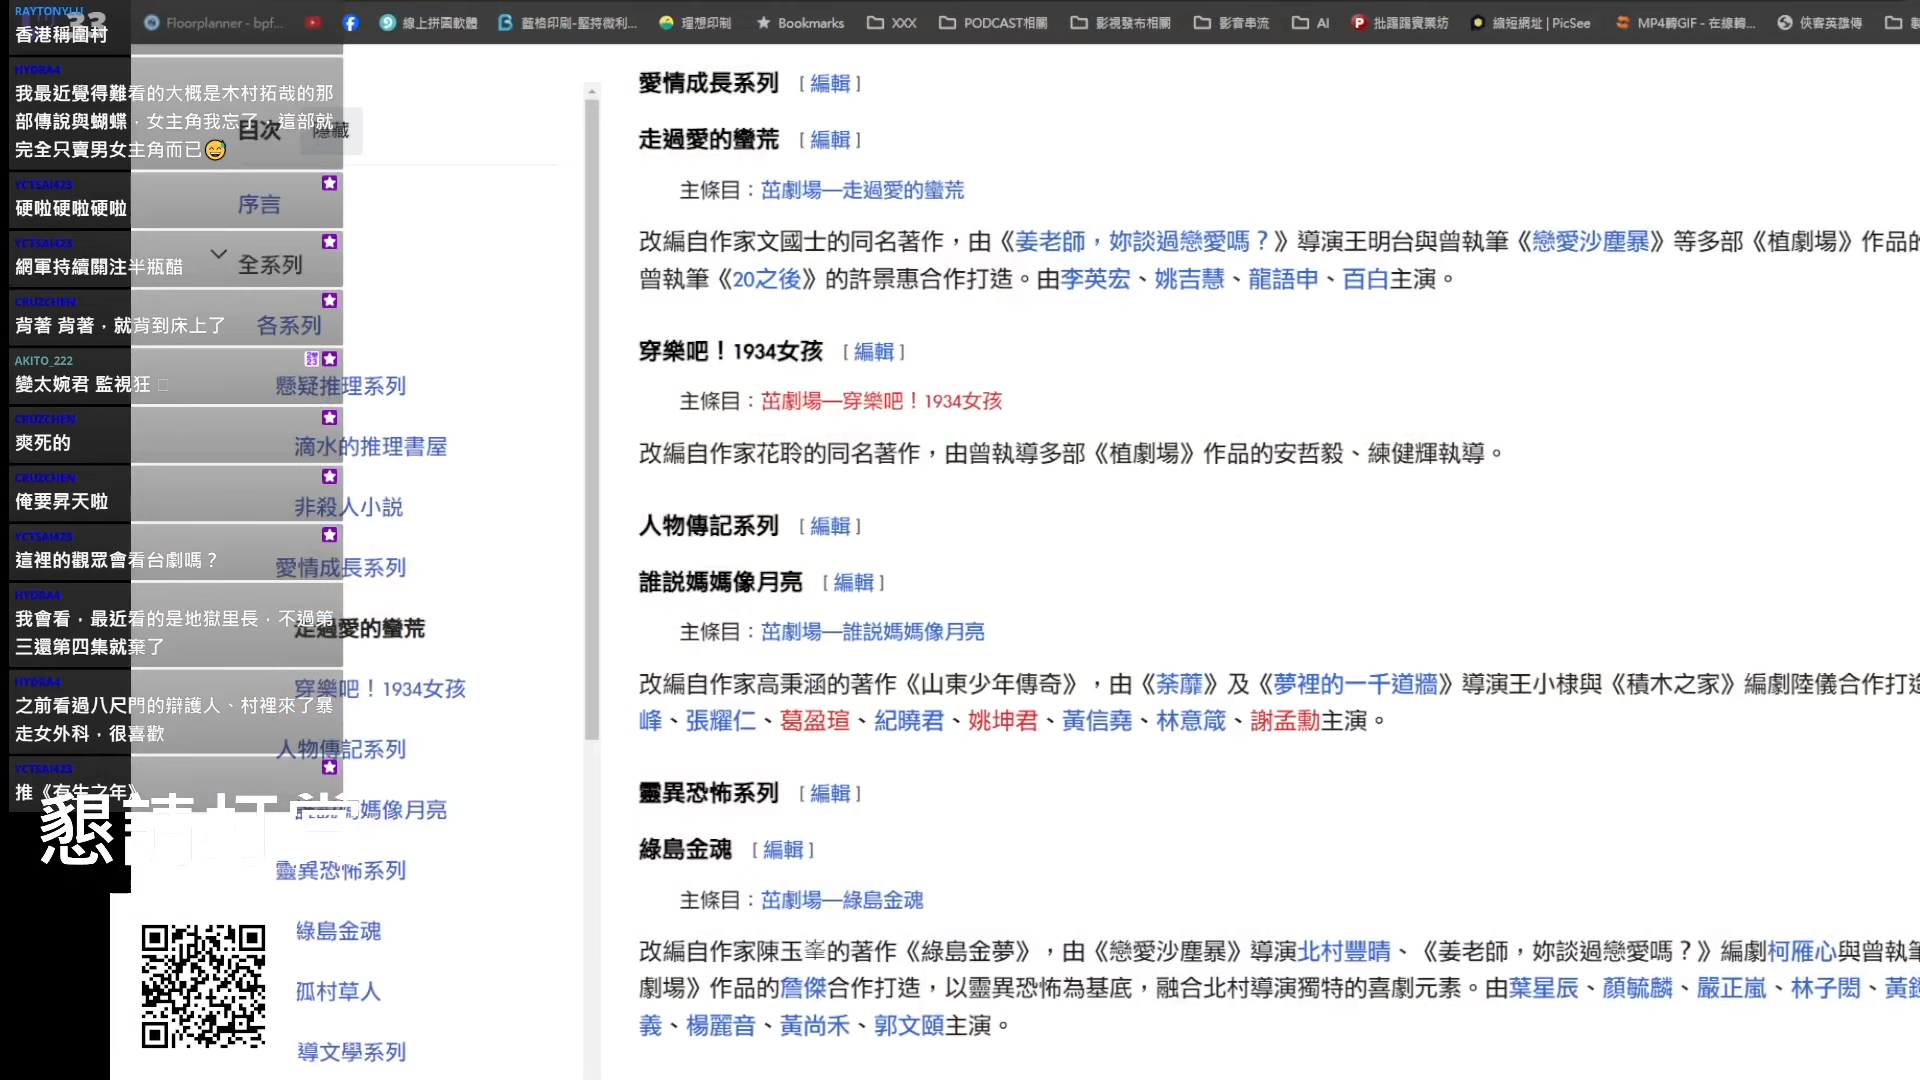 RAYTONYLU
33
香港稱圍村
HYDRA4
我最近覺得難看的大概是木村拓哉的那
部傳說與蝴蝶，女主角我忘了，這部就
完全只賣男女主角而已😅
YCTSAI423
硬啦硬啦硬啦
YCTSAI423
網軍持續關注半瓶醋
CRUZCHEN
背著 背著，就背到床上了
AKITO_222
變太婉君 監視狂
CRUZCHEN
爽死的
CRUZCHEN
俺要昇天啦
YCTSAI423
這裡的觀眾會看台劇嗎？
HYDRA4
我會看，最近看的是地獄里長，不過第
三還第四集就棄了
HYDRA4
之前看過八尺門的辯護人、村裡來了暴
走女外科，很喜歡
YCTSAI423
推《有生之年》
懇請打賞
Floorplanner - bpf...
線上拼圖軟體
藍格印刷-堅持微利...
理想印刷
Bookmarks
XXX
PODCAST相關
影視發布相關
影音串流
AI
批踢踢實業坊
縮短網址 | PicSee
MP4轉GIF - 在線轉...
俠客英雄傳
目次
隱藏
序言
全系列
各系列
懸疑推理系列
滴水的推理書屋
非殺人小說
愛情成長系列
走過愛的蠻荒
穿樂吧！1934女孩
人物傳記系列
誰說媽媽像月亮
靈異恐怖系列
綠島金魂
孤村草人
導文學系列
愛情成長系列 [ 編輯 ]
走過愛的蠻荒 [ 編輯 ]
主條目：茁劇場—走過愛的蠻荒
改編自作家文國士的同名著作，由《姜老師，妳談過戀愛嗎？》導演王明台與曾執筆《戀愛沙塵暴》等多部《植劇場》作品的
曾執筆《20之後》的許景惠合作打造。由李英宏、姚吉慧、龍語申、百白主演。
穿樂吧！1934女孩 [ 編輯 ]
主條目：茁劇場—穿樂吧！1934女孩
改編自作家花聆的同名著作，由曾執導多部《植劇場》作品的安哲毅、練健輝執導。
人物傳記系列 [ 編輯 ]
誰說媽媽像月亮 [ 編輯 ]
主條目：茁劇場—誰說媽媽像月亮
改編自作家高秉涵的著作《山東少年傳奇》，由《荼蘼》及《夢裡的一千道牆》導演王小棣與《積木之家》編劇陸儀合作打造
峰、張耀仁、葛盈瑄、紀曉君、姚坤君、黃信堯、林意箴、謝孟勳主演。
靈異恐怖系列 [ 編輯 ]
綠島金魂 [ 編輯 ]
主條目：茁劇場—綠島金魂
改編自作家陳玉峯的著作《綠島金夢》，由《戀愛沙塵暴》導演北村豐晴、《姜老師，妳談過戀愛嗎？》編劇柯雁心與曾執筆
劇場》作品的詹傑合作打造，以靈異恐怖為基底，融合北村導演獨特的喜劇元素。由葉星辰、顏毓麟、嚴正嵐、林子閎、黃鐙
義、楊麗音、黃尚禾、郭文頤主演。